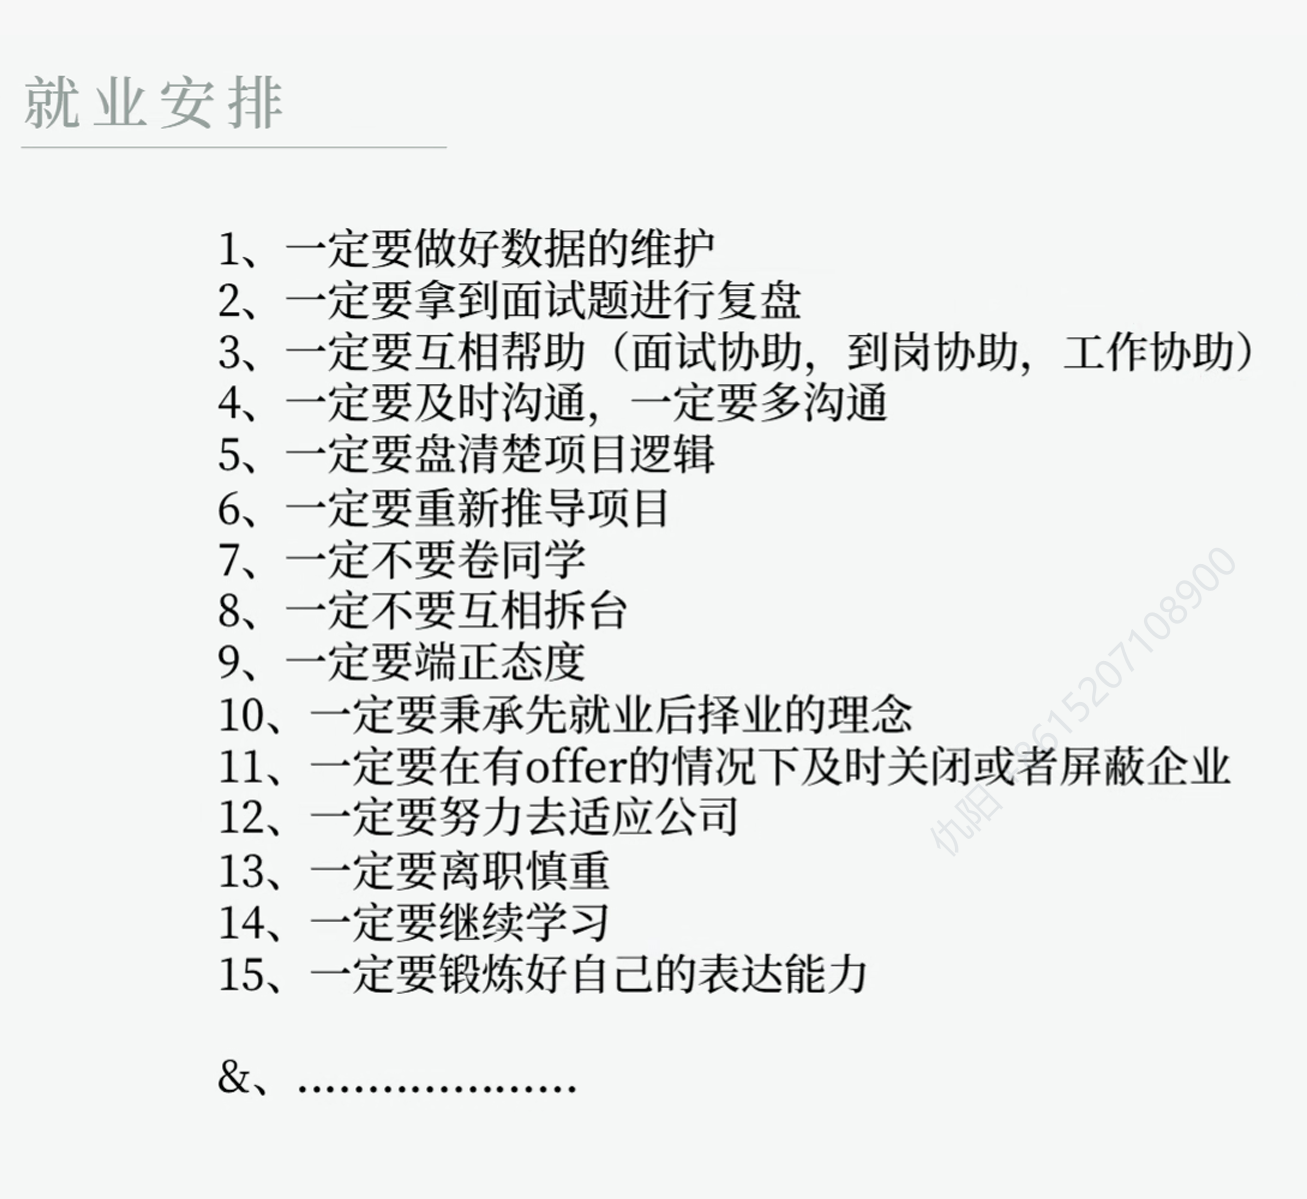 就业安排
1、一定要做好数据的维护
2、一定要拿到面试题进行复盘
3、一定要互相帮助（面试协助，到岗协助，工作协助）
4、一定要及时沟通，一定要多沟通
5、一定要盘清楚项目逻辑
6、一定要重新推导项目
7、一定不要卷同学
8、一定不要互相拆台
9、一定要端正态度
10、一定要秉承先就业后择业的理念
11、一定要在有offer的情况下及时关闭或者屏蔽企业
12、一定要努力去适应公司
13、一定要离职慎重
14、一定要继续学习
15、一定要锻炼好自己的表达能力
&、....................
仇阳